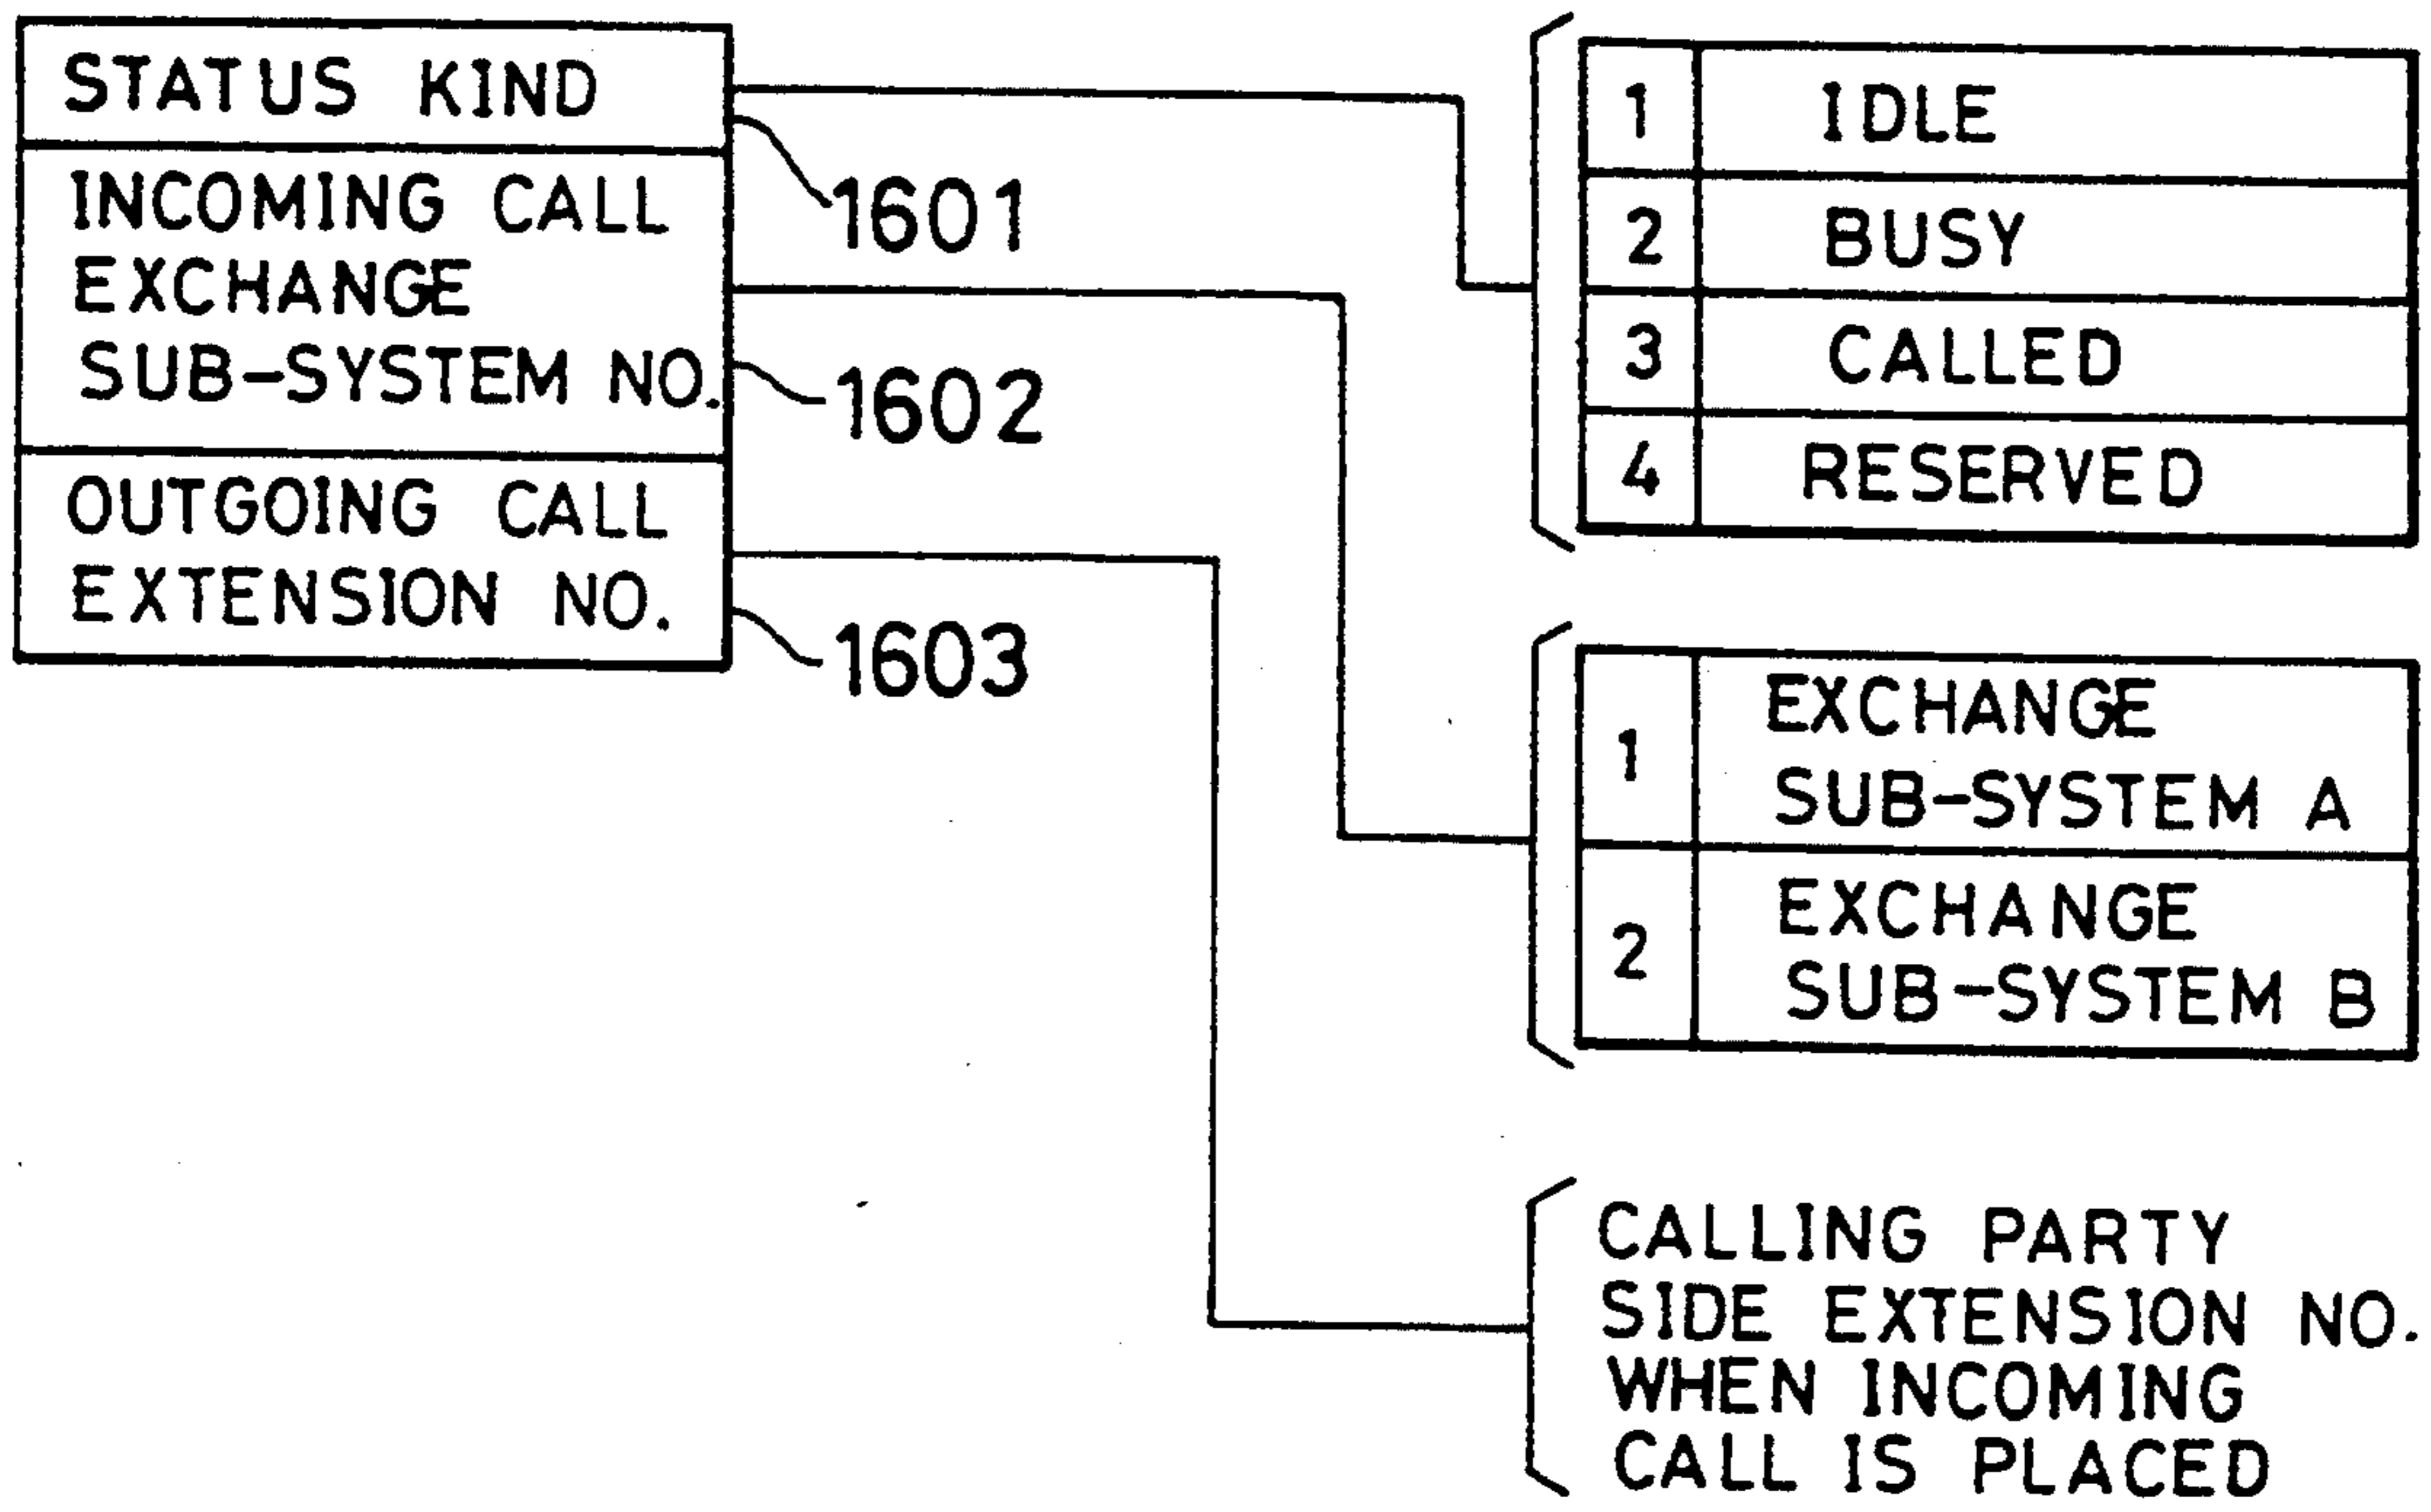 STATUS KIND
INCOMING CALL
EXCHANGE
SUB-SYSTEM NO.
OUTGOING CALL
EXTENSION NO.
1601
1602
1603
1 IDLE
2 BUSY
3 CALLED
4 RESERVED
1 EXCHANGE
SUB-SYSTEM A
2 EXCHANGE
SUB-SYSTEM B
CALLING PARTY
SIDE EXTENSION NO.
WHEN INCOMING
CALL IS PLACED